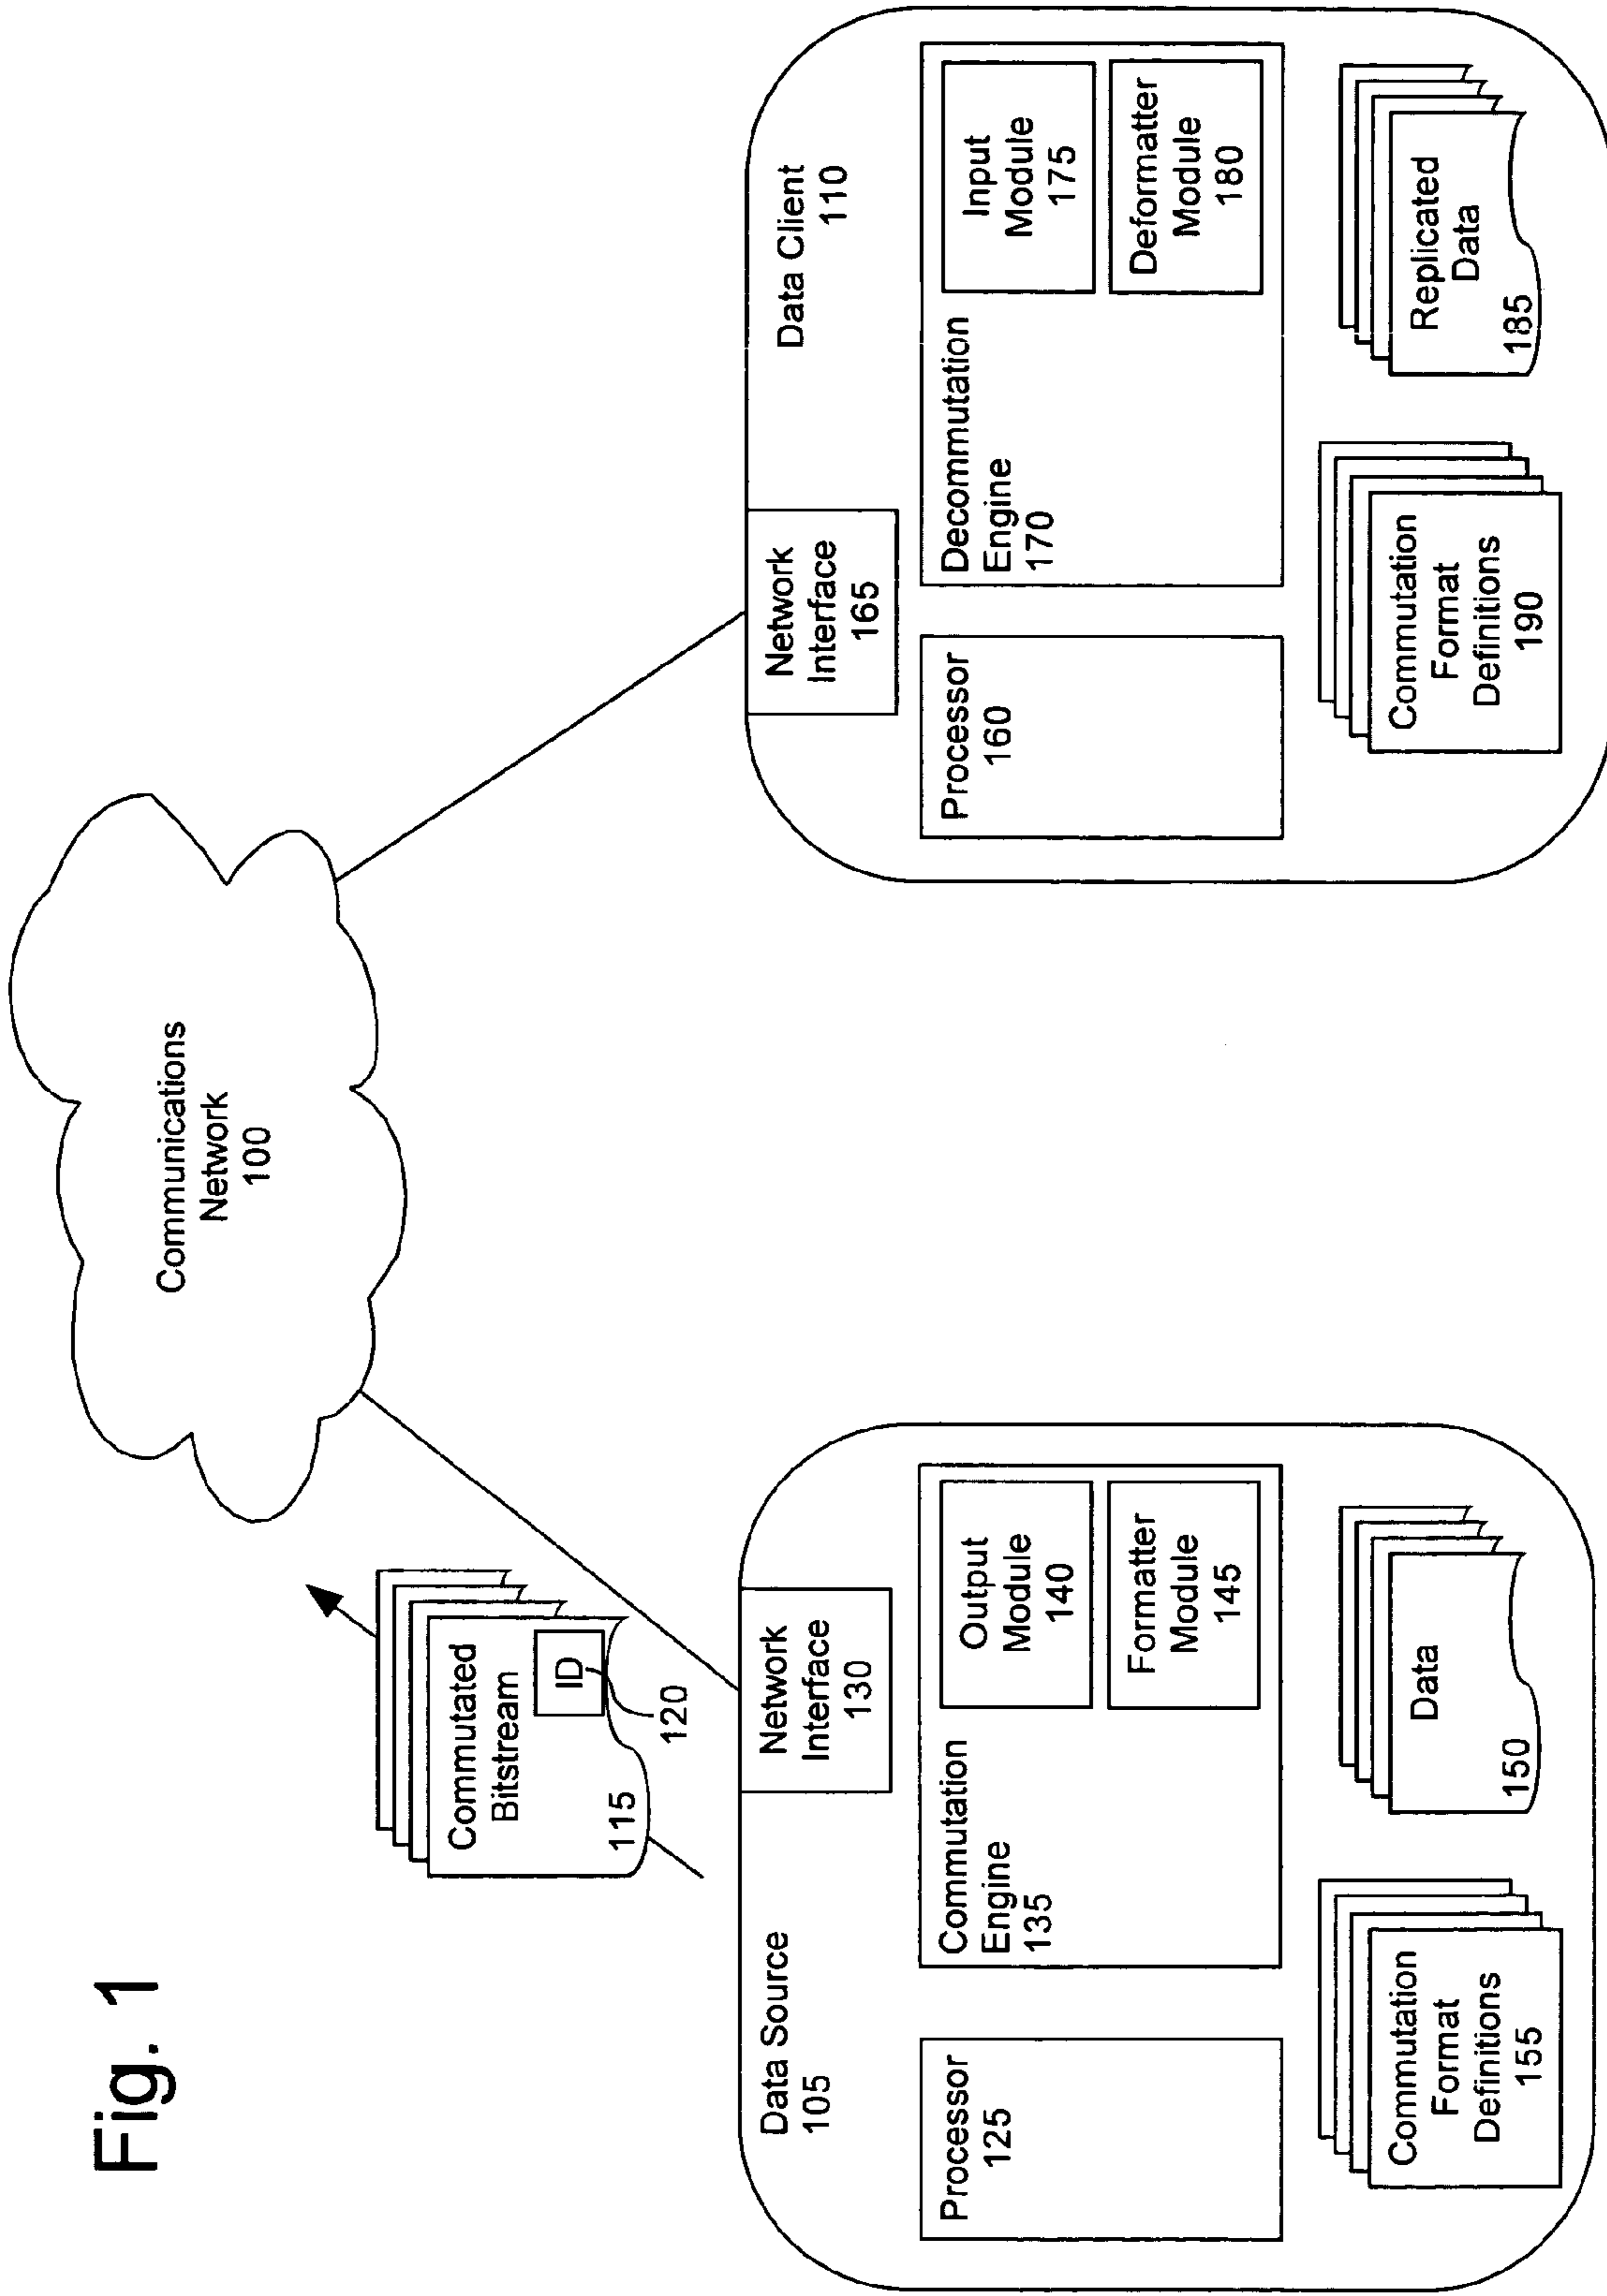 Fig. 1
Communications
Network
100
Commutated
Bitstream
ID
115
120
Data Source
105
Network
Interface
130
Processor
125
Commutation
Engine
135
Output
Module
140
Formatter
Module
145
Commutation
Format
Definitions
155
Data
150
Data Client
110
Network
Interface
165
Processor
160
Decommutation
Engine
170
Input
Module
175
Deformatter
Module
180
Commutation
Format
Definitions
190
Replicated
Data
185